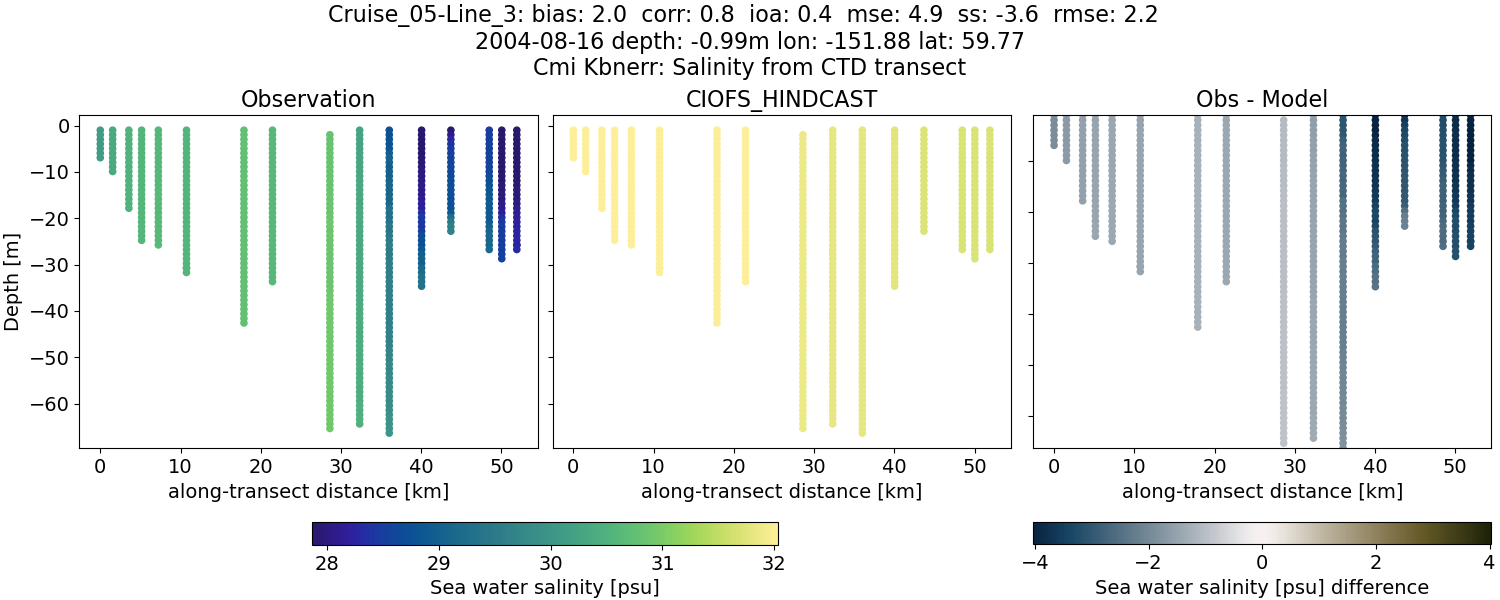 Cruise_05-Line_3: bias: 2.0  corr: 0.8  ioa: 0.4  mse: 4.9  ss: -3.6  rmse: 2.2
2004-08-16 depth: -0.99m lon: -151.88 lat: 59.77
Cmi Kbnerr: Salinity from CTD transect
Observation
CIOFS_HINDCAST
Obs - Model
Depth [m]
0
−10
−20
−30
−40
−50
−60
0 10 20 30 40 50
0 10 20 30 40 50
0 10 20 30 40 50
along-transect distance [km]
along-transect distance [km]
along-transect distance [km]
28 29 30 31 32
Sea water salinity [psu]
−4 −2 0 2 4
Sea water salinity [psu] difference